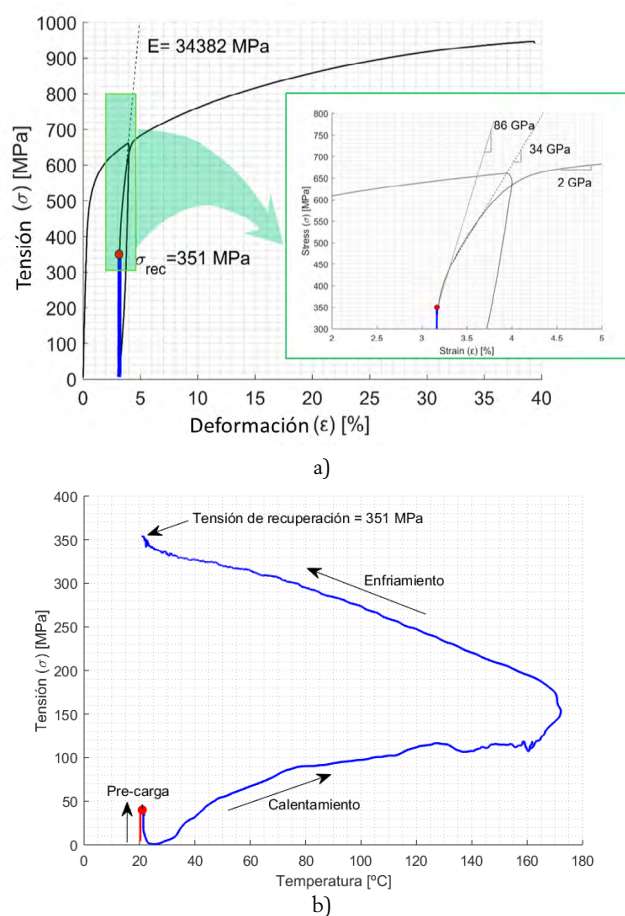 1000
900
800
700
600
500
400
300
200
100
0
Tensión (σ) [MPa]
E= 34382 MPa
σrec=351 MPa
0 5 10 15 20 25 30 35 40
Deformación (ε) [%]
800
750
700
650
600
550
500
450
400
350
300
Stress (σ) [MPa]
86 GPa
34 GPa
2 GPa
2 2.5 3 3.5 4 4.5 5 5.5 6
Strain (ε) [%]
a)
400
350
300
250
200
150
100
50
0
Tensión (σ) [MPa]
Tensión de recuperación = 351 MPa
Enfriamiento
Pre-carga
Calentamiento
0 20 40 60 80 100 120 140 160 180
Temperatura [ºC]
b)